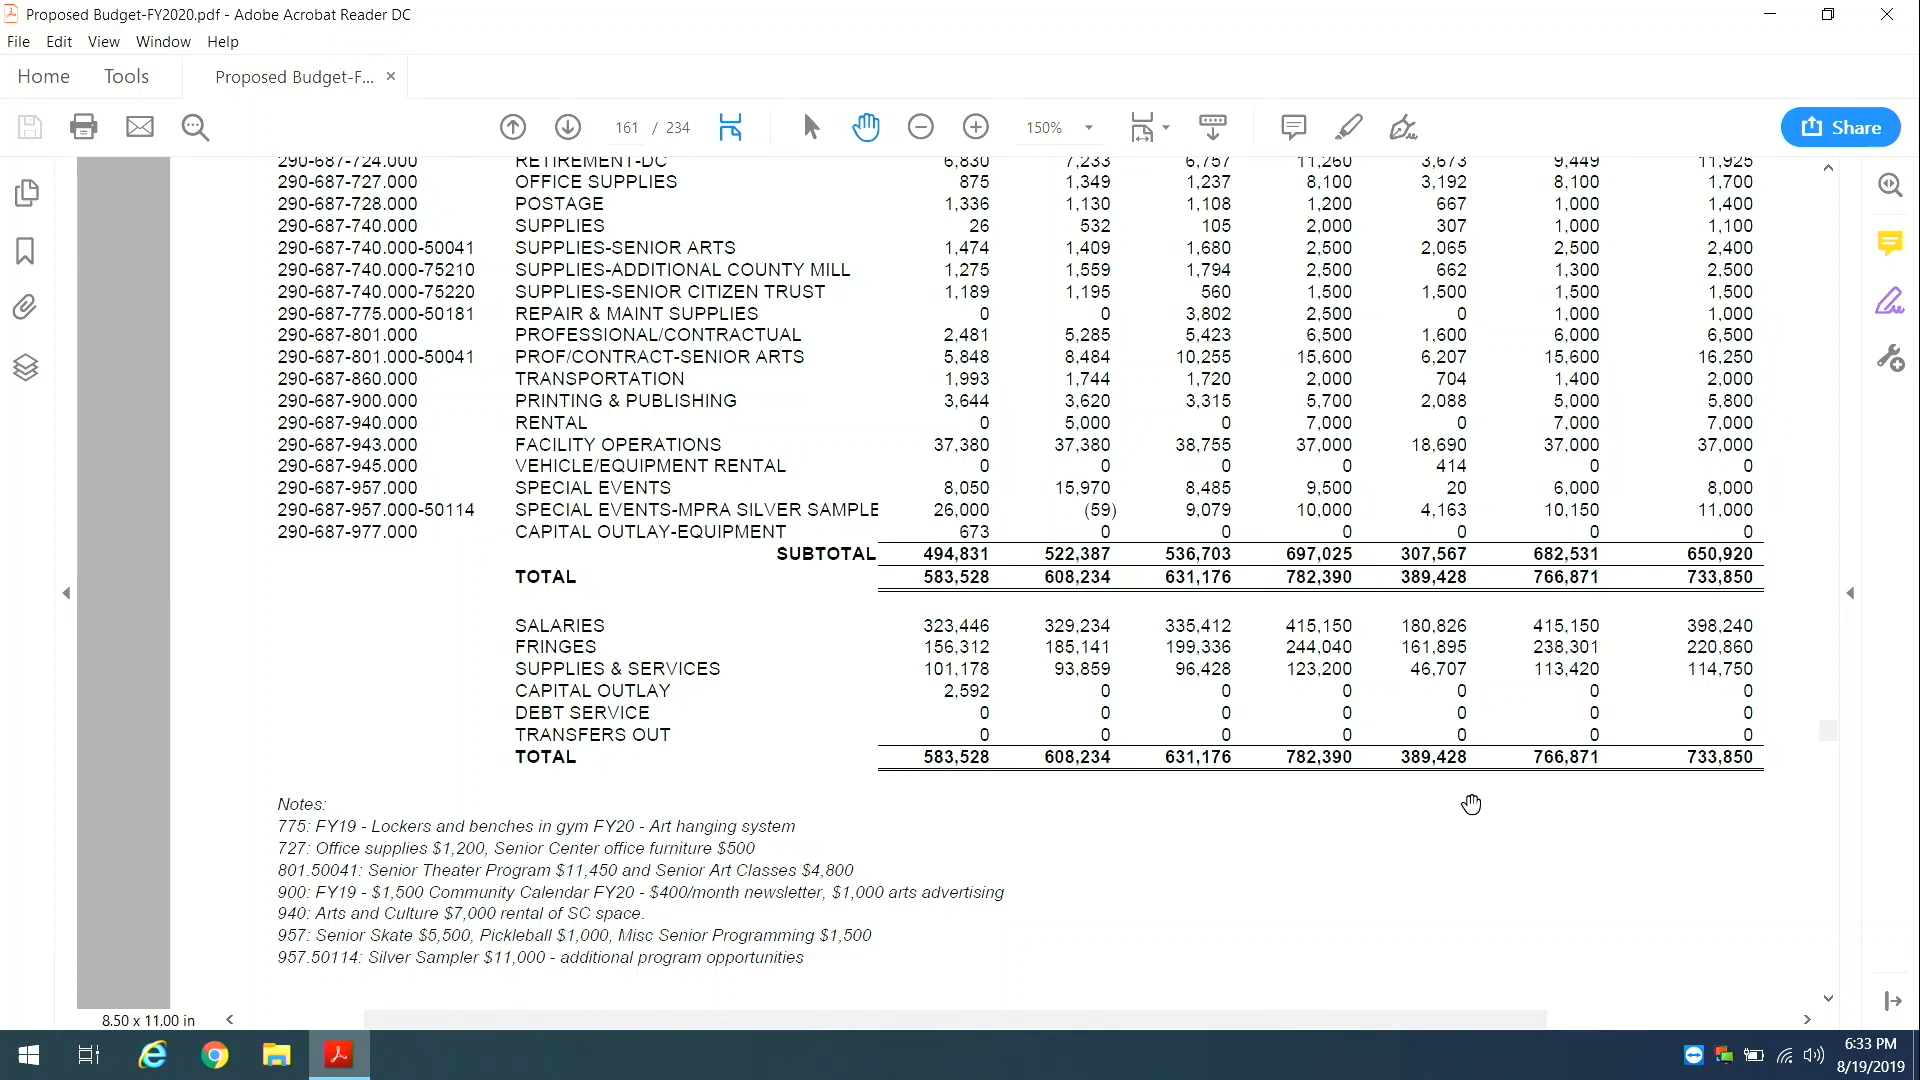 Proposed Budget-FY2020.pdf - Adobe Acrobat Reader DC
File Edit View Window Help
Home Tools Proposed Budget-F... ×
161 / 234 150% Share
290-687-724.000 RETIREMENT-DC 6,830 7,233 6,757 11,260 3,673 9,449 11,925
290-687-727.000 OFFICE SUPPLIES 875 1,349 1,237 8,100 3,192 8,100 1,700
290-687-728.000 POSTAGE 1,336 1,130 1,108 1,200 667 1,000 1,400
290-687-740.000 SUPPLIES 26 532 105 2,000 307 1,000 1,100
290-687-740.000-50041 SUPPLIES-SENIOR ARTS 1,474 1,409 1,680 2,500 2,065 2,500 2,400
290-687-740.000-75210 SUPPLIES-ADDITIONAL COUNTY MILL 1,275 1,559 1,794 2,500 662 1,300 2,500
290-687-740.000-75220 SUPPLIES-SENIOR CITIZEN TRUST 1,189 1,195 560 1,500 1,500 1,500 1,500
290-687-775.000-50181 REPAIR & MAINT SUPPLIES 0 0 3,802 2,500 0 1,000 1,000
290-687-801.000 PROFESSIONAL/CONTRACTUAL 2,481 5,285 5,423 6,500 1,600 6,000 6,500
290-687-801.000-50041 PROF/CONTRACT-SENIOR ARTS 5,848 8,484 10,255 15,600 6,207 15,600 16,250
290-687-860.000 TRANSPORTATION 1,993 1,744 1,720 2,000 704 1,400 2,000
290-687-900.000 PRINTING & PUBLISHING 3,644 3,620 3,315 5,700 2,088 5,000 5,800
290-687-940.000 RENTAL 0 5,000 0 7,000 0 7,000 7,000
290-687-943.000 FACILITY OPERATIONS 37,380 37,380 38,755 37,000 18,690 37,000 37,000
290-687-945.000 VEHICLE/EQUIPMENT RENTAL 0 0 0 0 414 0 0
290-687-957.000 SPECIAL EVENTS 8,050 15,970 8,485 9,500 20 6,000 8,000
290-687-957.000-50114 SPECIAL EVENTS-MPRA SILVER SAMPLE 26,000 (59) 9,079 10,000 4,163 10,150 11,000
290-687-977.000 CAPITAL OUTLAY-EQUIPMENT 673 0 0 0 0 0 0
SUBTOTAL 494,831 522,387 536,703 697,025 307,567 682,531 650,920
TOTAL 583,528 608,234 631,176 782,390 389,428 766,871 733,850
SALARIES 323,446 329,234 335,412 415,150 180,826 415,150 398,240
FRINGES 156,312 185,141 199,336 244,040 161,895 238,301 220,860
SUPPLIES & SERVICES 101,178 93,859 96,428 123,200 46,707 113,420 114,750
CAPITAL OUTLAY 2,592 0 0 0 0 0 0
DEBT SERVICE 0 0 0 0 0 0 0
TRANSFERS OUT 0 0 0 0 0 0 0
TOTAL 583,528 608,234 631,176 782,390 389,428 766,871 733,850
Notes:
775: FY19 - Lockers and benches in gym FY20 - Art hanging system
727: Office supplies $1,200, Senior Center office furniture $500
801.50041: Senior Theater Program $11,450 and Senior Art Classes $4,800
900: FY19 - $1,500 Community Calendar FY20 - $400/month newsletter, $1,000 arts advertising
940: Arts and Culture $7,000 rental of SC space.
957: Senior Skate $5,500, Pickleball $1,000, Misc Senior Programming $1,500
957.50114: Silver Sampler $11,000 - additional program opportunities
8.50 x 11.00 in
6:33 PM
8/19/2019